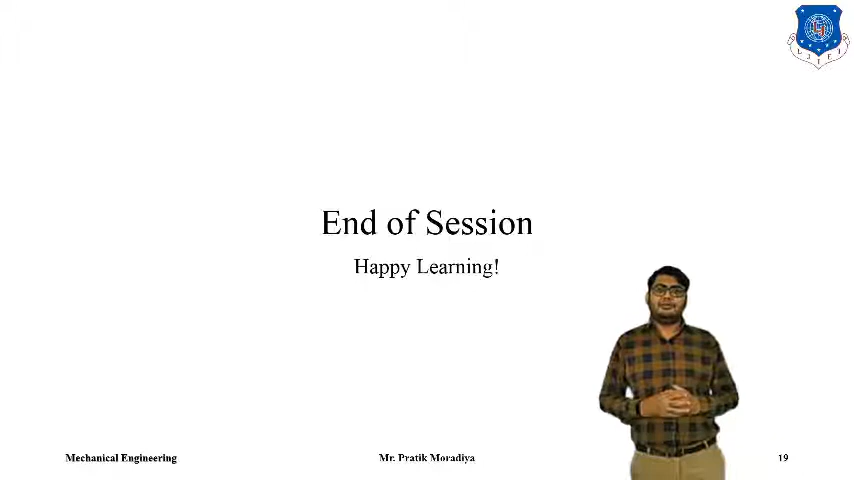 End of Session
Happy Learning!
Mechanical Engineering
Mr. Pratik Moradiya
19